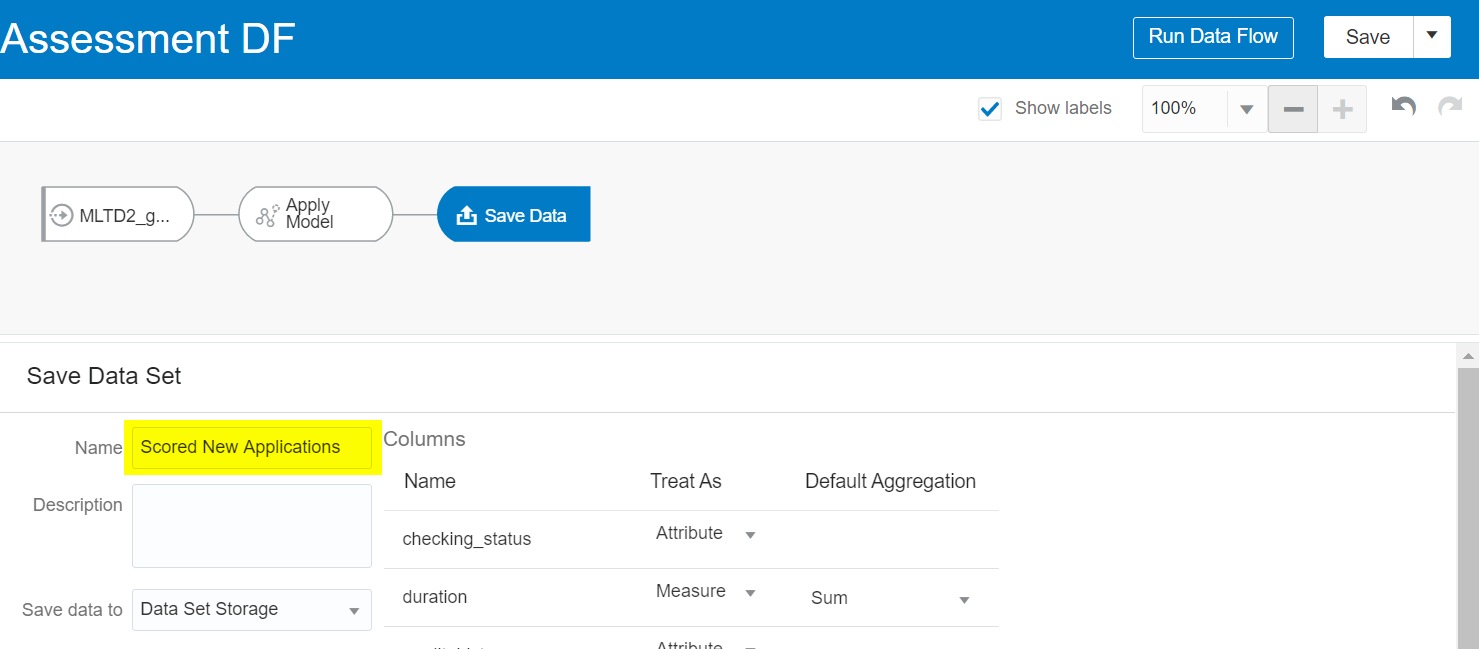 Assessment DF
Run Data Flow
Save
Show labels
100%
MLTD2_g...
Apply
Model
Save Data
Save Data Set
Name
Scored New Applications
Description
Save data to
Data Set Storage
Columns
Name Treat As Default Aggregation
checking_status Attribute
duration Measure Sum
Attribute